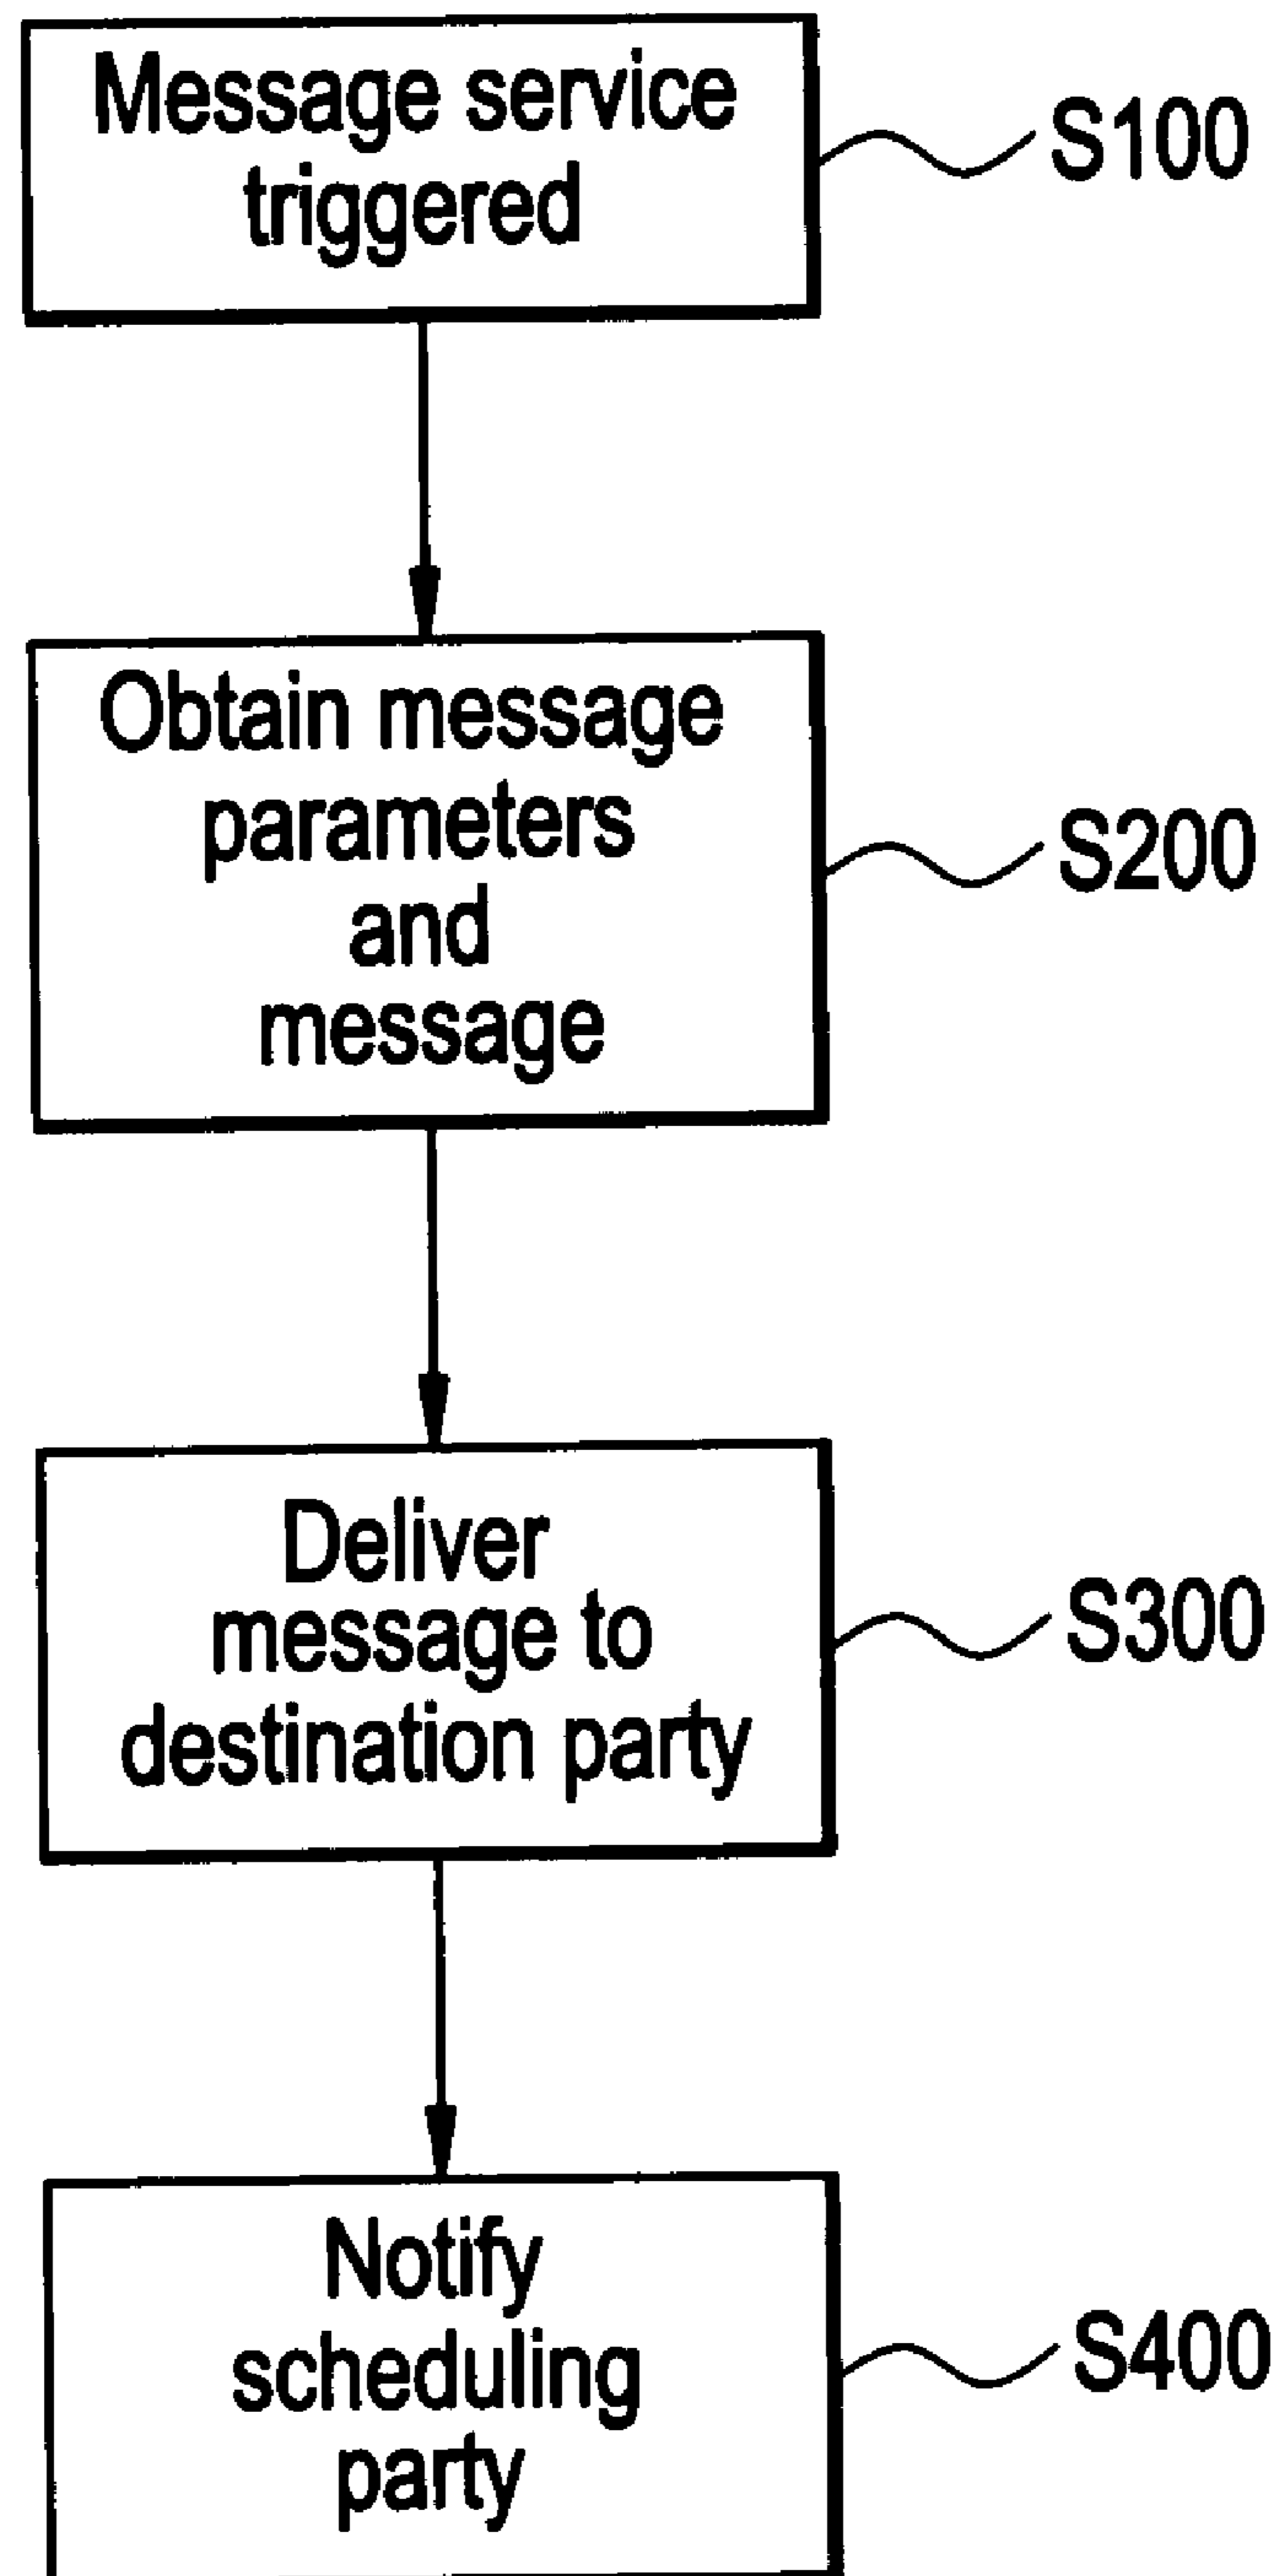 Message service
triggered
S100
Obtain message
parameters
and
message
S200
Deliver
message to
destination party
S300
Notify
scheduling
party
S400